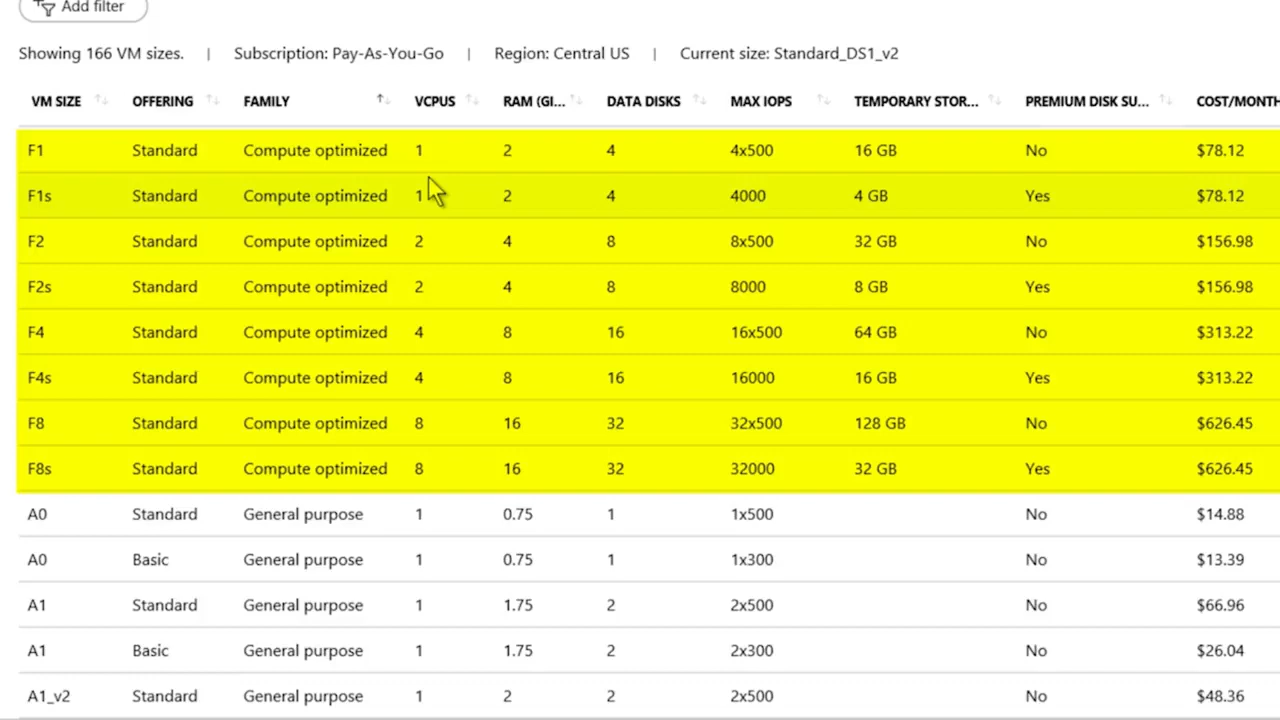 Add filter
Showing 166 VM sizes. | Subscription: Pay-As-You-Go | Region: Central US | Current size: Standard_DS1_v2
VM SIZE OFFERING FAMILY VCPUS RAM (GI... DATA DISKS MAX IOPS TEMPORARY STOR... PREMIUM DISK SU... COST/MONTH
F1 Standard Compute optimized 1 2 4 4x500 16 GB No $78.12
F1s Standard Compute optimized 1 2 4 4000 4 GB Yes $78.12
F2 Standard Compute optimized 2 4 8 8x500 32 GB No $156.98
F2s Standard Compute optimized 2 4 8 8000 8 GB Yes $156.98
F4 Standard Compute optimized 4 8 16 16x500 64 GB No $313.22
F4s Standard Compute optimized 4 8 16 16000 16 GB Yes $313.22
F8 Standard Compute optimized 8 16 32 32x500 128 GB No $626.45
F8s Standard Compute optimized 8 16 32 32000 32 GB Yes $626.45
A0 Standard General purpose 1 0.75 1 1x500 No $14.88
A0 Basic General purpose 1 0.75 1 1x300 No $13.39
A1 Standard General purpose 1 1.75 2 2x500 No $66.96
A1 Basic General purpose 1 1.75 2 2x300 No $26.04
A1_v2 Standard General purpose 1 2 2 2x500 No $48.36